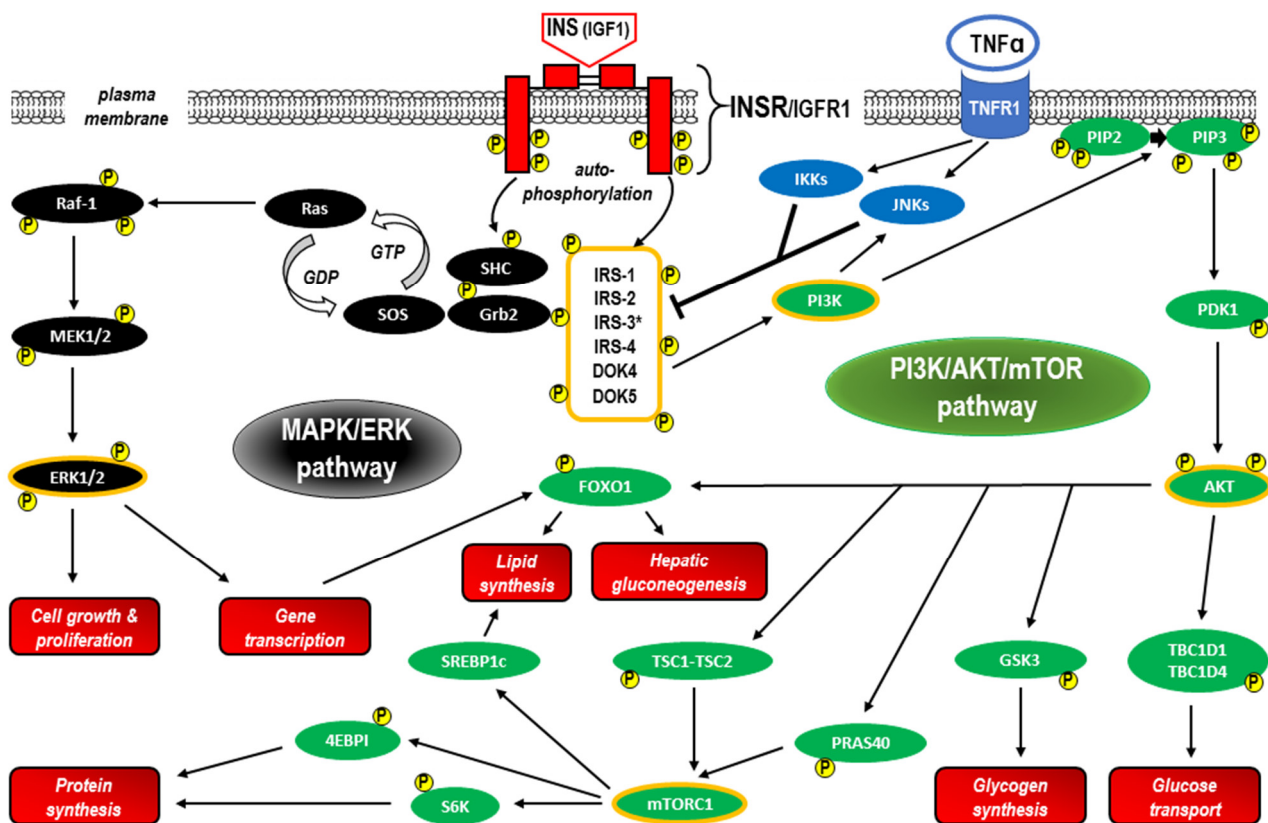 INS (IGF1)
TNFα
plasma
membrane
INSR/IGFR1
TNFR1
P
P
P
P
P
P
PIP2
P
P
PIP3
P
P
P
auto-
phosphorylation
IKKs
JNKs
P
Raf-1
P
P
Ras
GTP
GDP
P
SHC
P
SOS
Grb2
P
P
P
P
P
P
IRS-1
IRS-2
IRS-3*
IRS-4
DOK4
DOK5
PI3K
PDK1
P
P
MEK1/2
P
MAPK/ERK
pathway
PI3K/AKT/mTOR
pathway
P
ERK1/2
P
P
FOXO1
P
P
AKT
Lipid
synthesis
Hepatic
gluconeogenesis
Cell growth &
proliferation
Gene
transcription
SREBP1c
TSC1-TSC2
P
GSK3
P
TBC1D1
TBC1D4
P
P
4EBPI
PRAS40
P
Protein
synthesis
P
S6K
mTORC1
Glycogen
synthesis
Glucose
transport